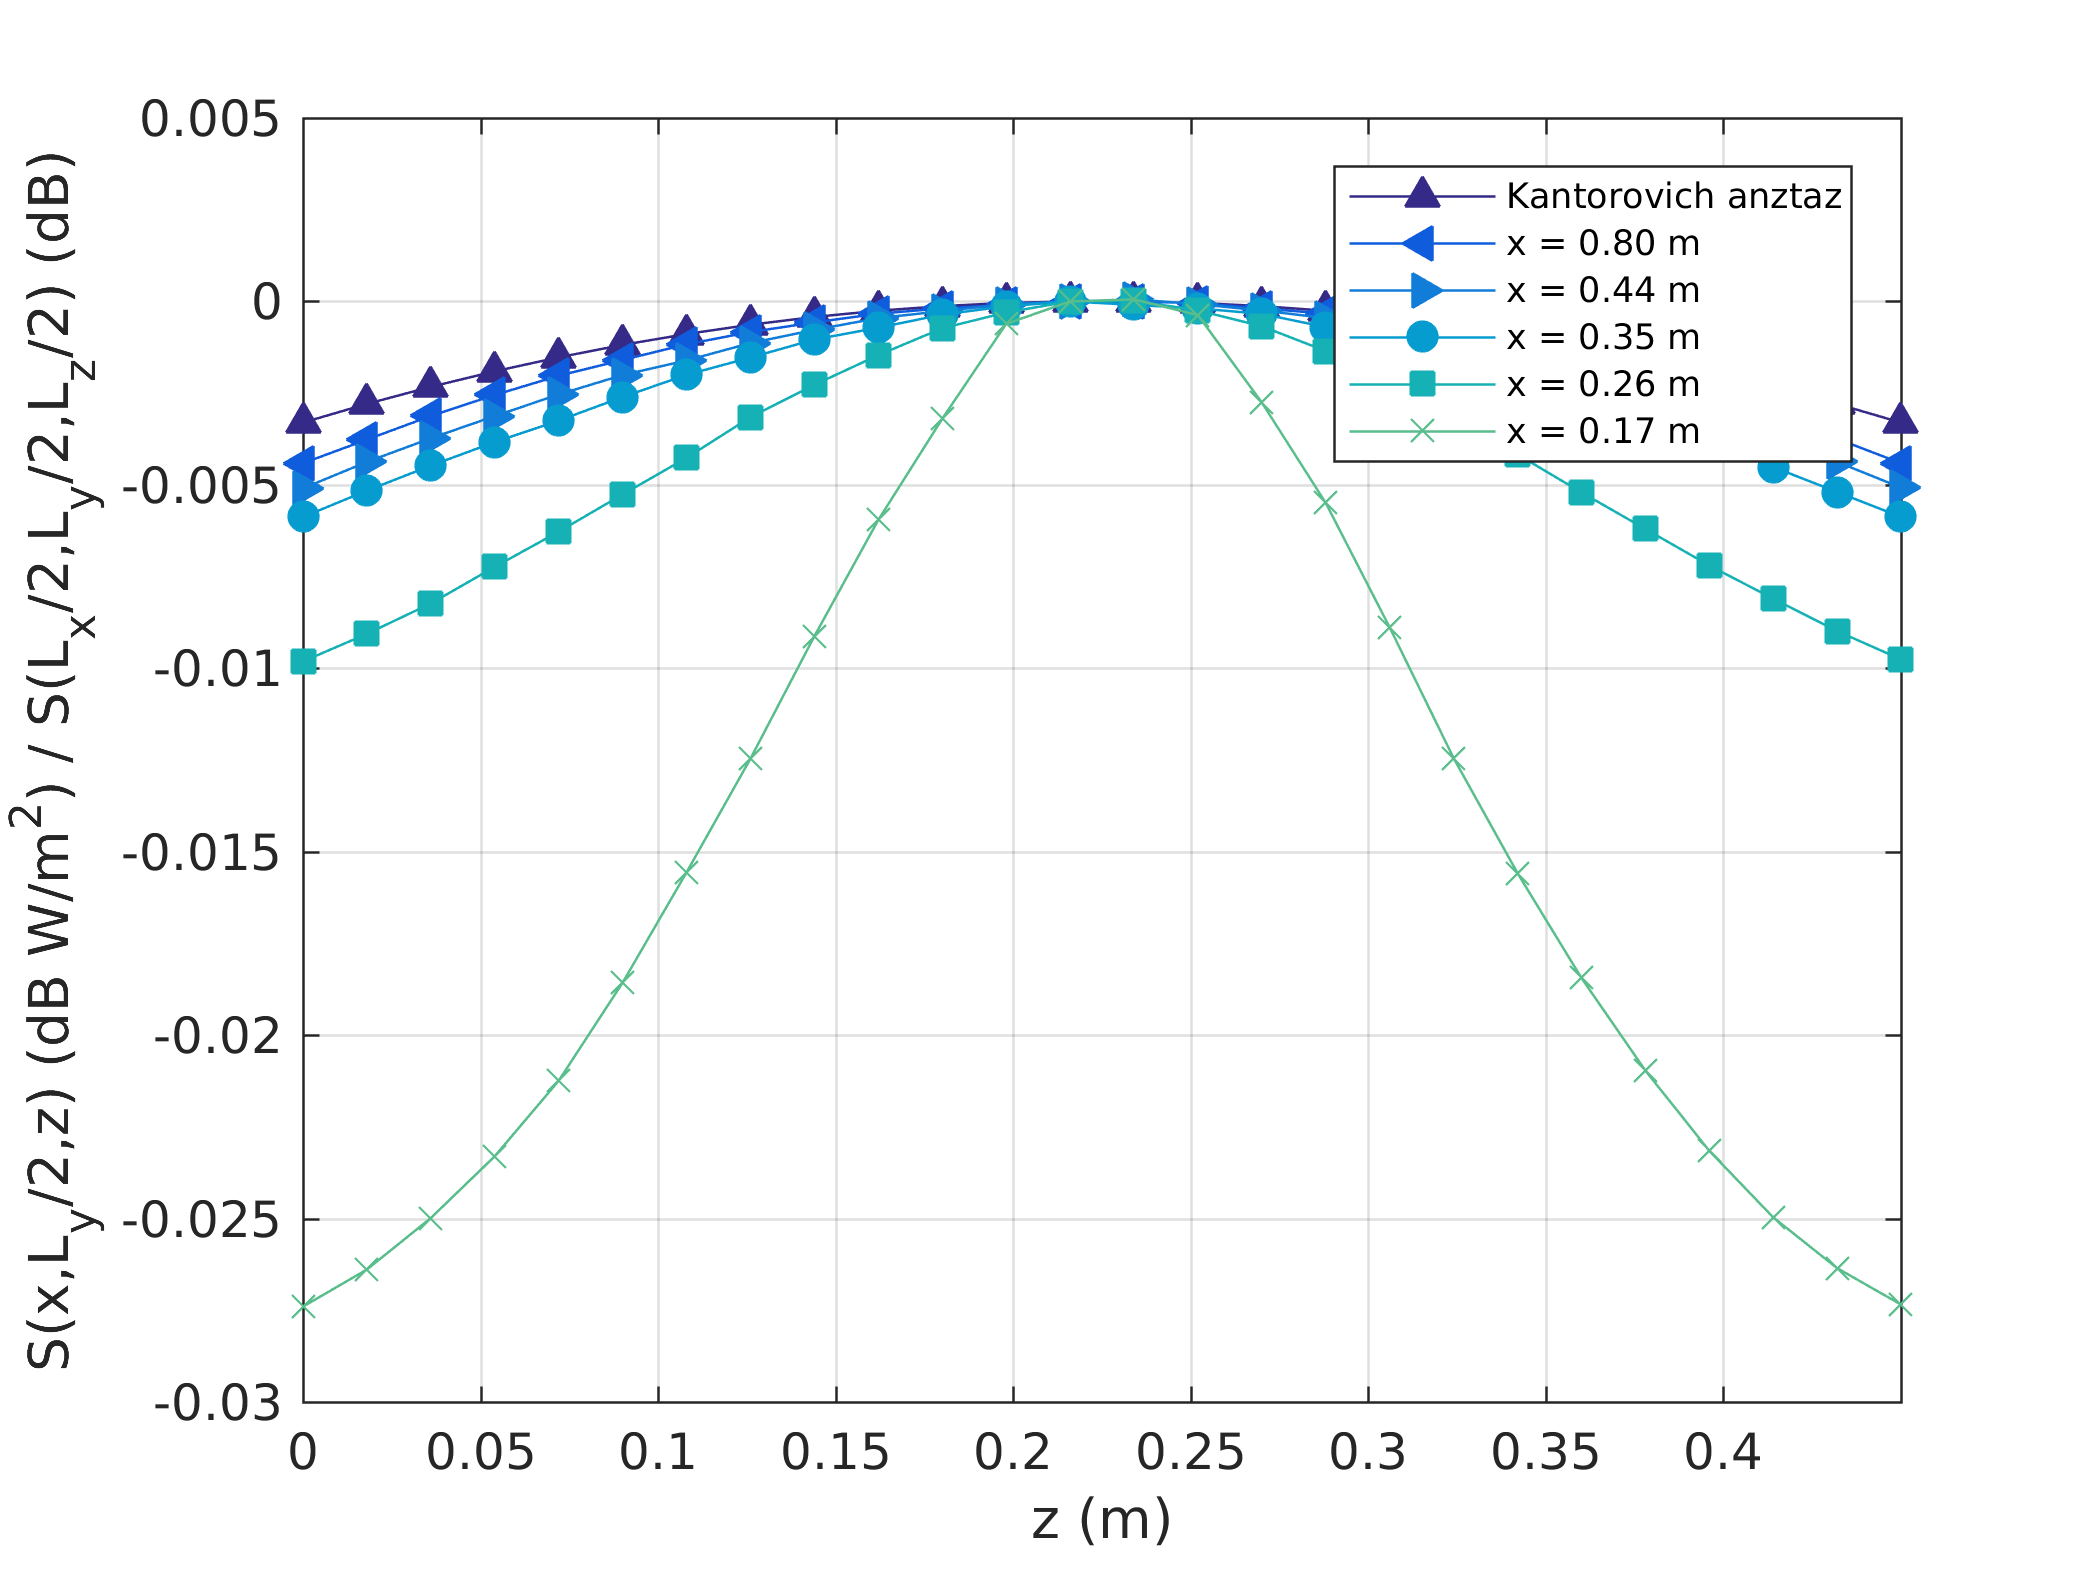 0.005
0
-0.005
-0.01
-0.015
-0.02
-0.025
-0.03
S(x,L_y/2,z) (dB W/m^2) / S(L_x/2,L_y/2,L_z/2) (dB)
Kantorovich anztaz
x = 0.80 m
x = 0.44 m
x = 0.35 m
x = 0.26 m
x = 0.17 m
0 0.05 0.1 0.15 0.2 0.25 0.3 0.35 0.4
z (m)